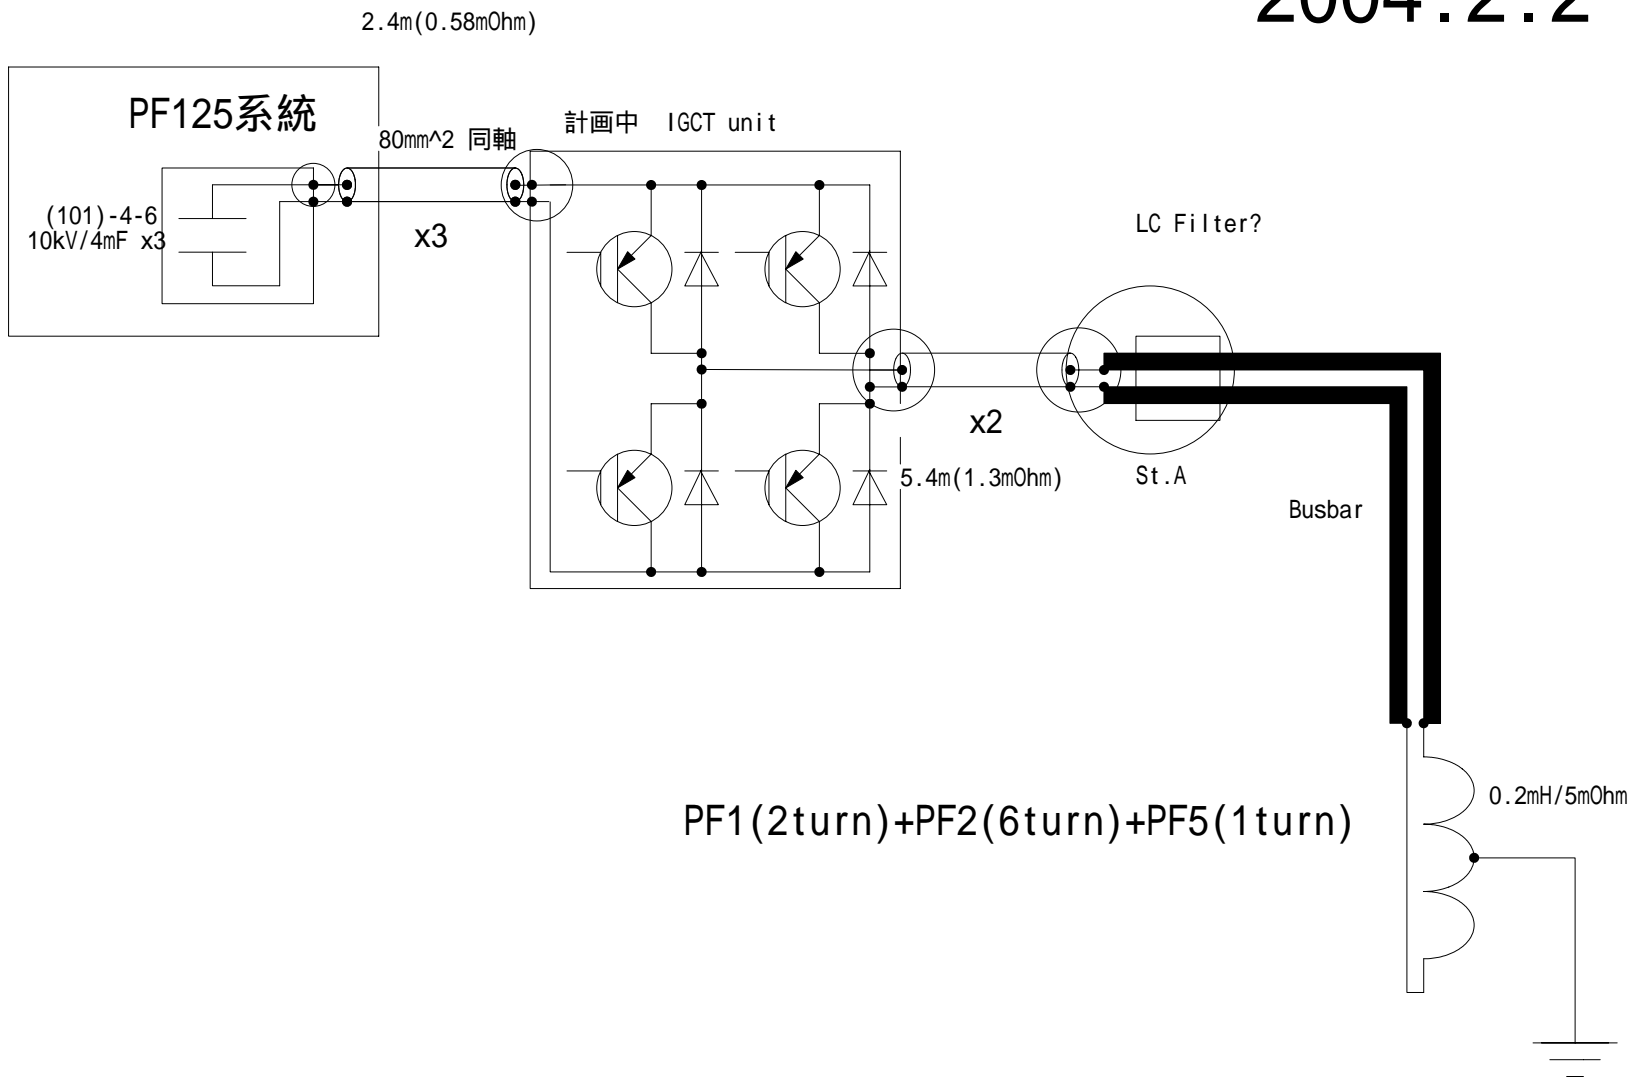 2004.2.2
2.4m(0.58mOhm)
PF125系統
80mm^2 同軸
計画中 IGCT unit
(101)-4-6
10kV/4mF x3
x3
LC Filter?
x2
5.4m(1.3mOhm)
St.A
Busbar
0.2mH/5mOhm
PF1(2turn)+PF2(6turn)+PF5(1turn)